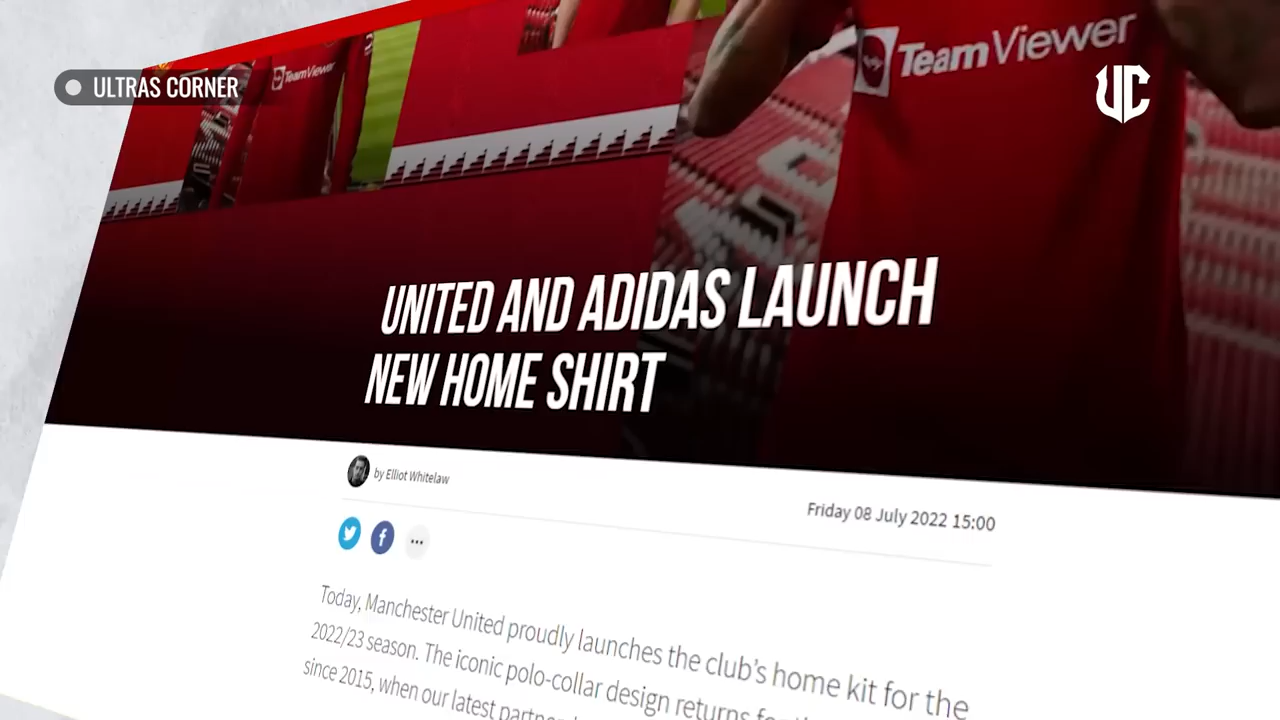 TeamViewer
TeamViewer
ULTRAS CORNER
UC
UNITED AND ADIDAS LAUNCH
NEW HOME SHIRT
by Elliot Whitelaw
Friday 08 July 2022 15:00
Today, Manchester United proudly launches the club's home kit for the
2022/23 season. The iconic polo-collar design returns
since 2015, when our latest